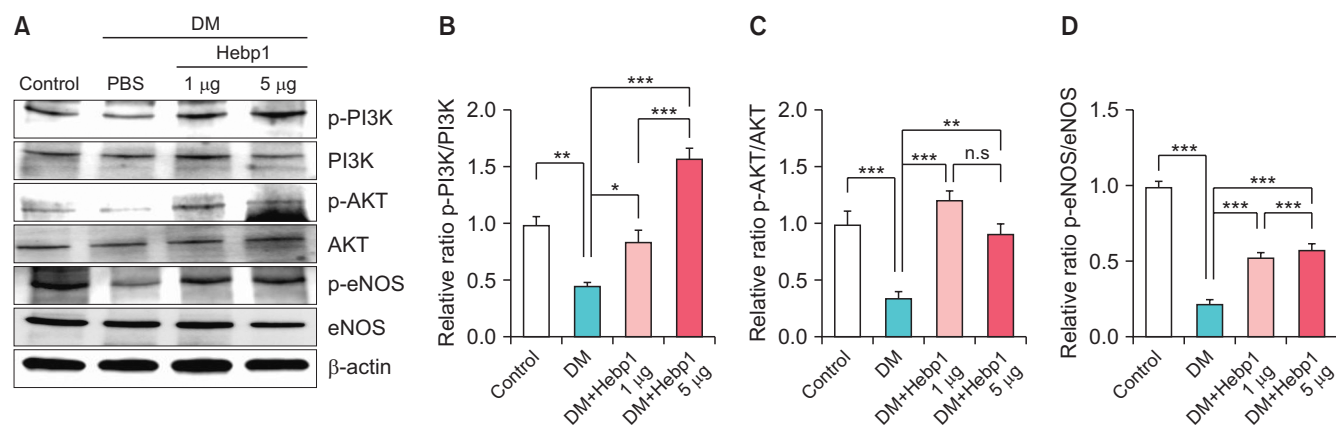 A
DM
Hebp1
Control PBS 1 μg 5 μg
p-PI3K
PI3K
p-AKT
AKT
p-eNOS
eNOS
β-actin
B
Relative ratio p-PI3K/PI3K
2.0
1.5
1.0
0.5
0.0
**
*
***
***
Control
DM
DM+Hebp1
1 μg
DM+Hebp1
5 μg
C
Relative ratio p-AKT/AKT
2.0
1.5
1.0
0.5
0.0
***
***
**
n.s
Control
DM
DM+Hebp1
1 μg
DM+Hebp1
5 μg
D
Relative ratio p-eNOS/eNOS
1.5
1.0
0.5
0.0
***
***
***
***
Control
DM
DM+Hebp1
1 μg
DM+Hebp1
5 μg